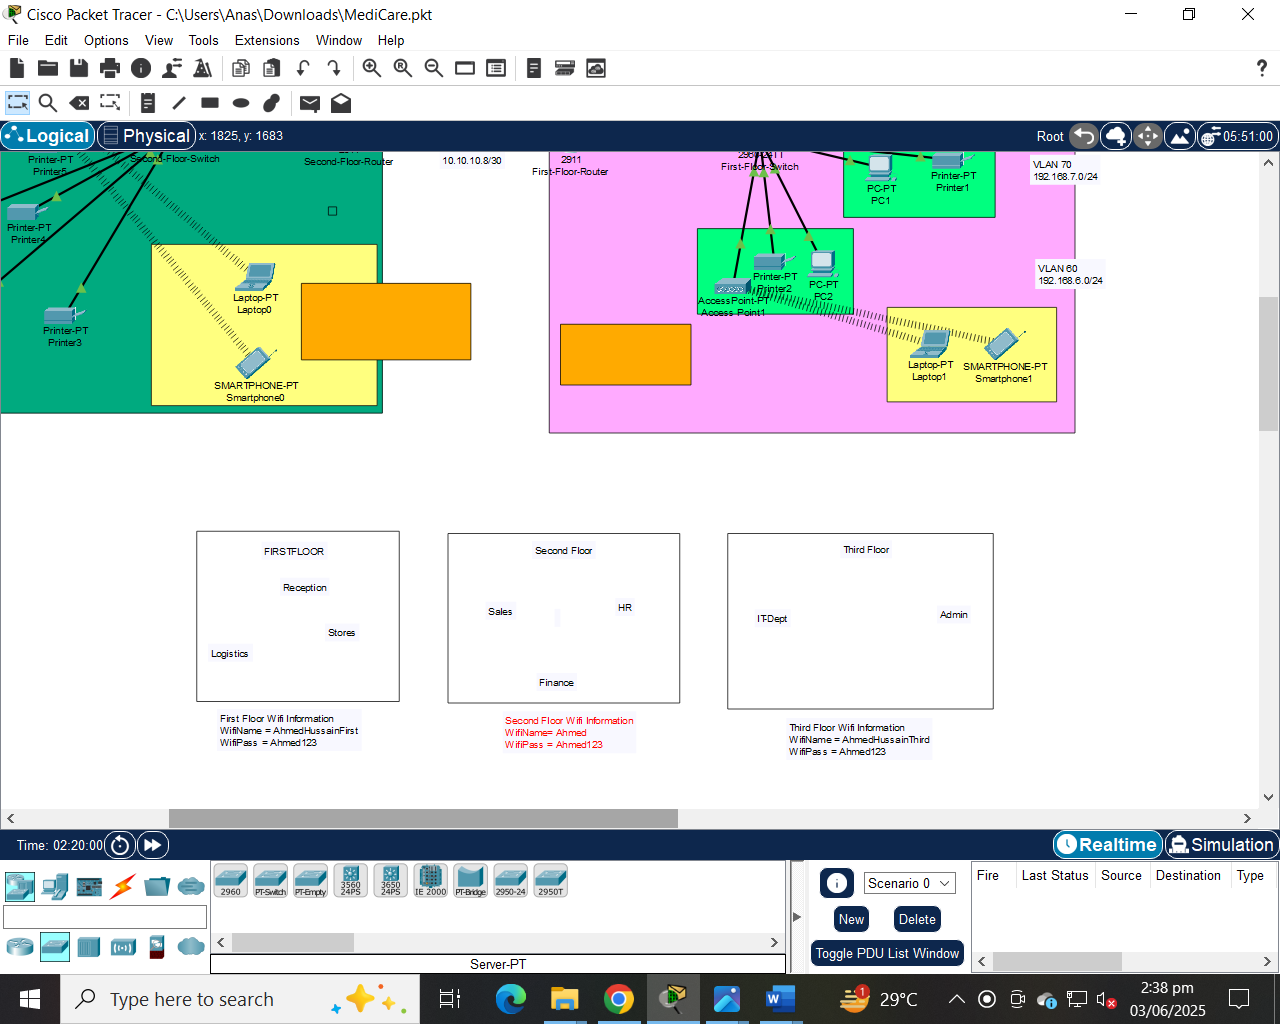 Cisco Packet Tracer - C:\Users\Anas\Downloads\MediCare.pkt
File Edit Options View Tools Extensions Window Help
Logical Physical x: 1825, y: 1683 Root 05:51:00
Printer-PT
Printer5
Second-Floor-Switch
Second-Floor-Router
10.10.10.8/30
2911
First-Floor-Router
First-Floor-Switch
Printer-PT
Printer4
Printer-PT
Printer3
Laptop-PT
Laptop0
SMARTPHONE-PT
Smartphone0
PC-PT
PC1
Printer-PT
Printer1
VLAN 70
192.168.7.0/24
Printer-PT
Printer2
PC-PT
PC2
AccessPoint-PT
Access Point1
VLAN 60
192.168.6.0/24
Laptop-PT
Laptop1
SMARTPHONE-PT
Smartphone1
FIRSTFLOOR
Reception
Stores
Logistics
First Floor Wifi Information
WifiName = AhmedHussainFirst
WifiPass = Ahmed123
Second Floor
Sales
HR
Finance
Second Floor Wifi Information
WifiName= Ahmed
WifiPass = Ahmed123
Third Floor
IT-Dept
Admin
Third Floor Wifi Information
WifiName = AhmedHussainThird
WifiPass = Ahmed123
Time: 02:20:00 Realtime Simulation
2960 PT-Switch PT-Empty 3560 24PS 3650 24PS IE 2000 PT-Bridge 2950-24 2950T
Server-PT
Scenario 0
New Delete
Toggle PDU List Window
Fire Last Status Source Destination Type
Type here to search
1
29°C
2:38 pm
03/06/2025